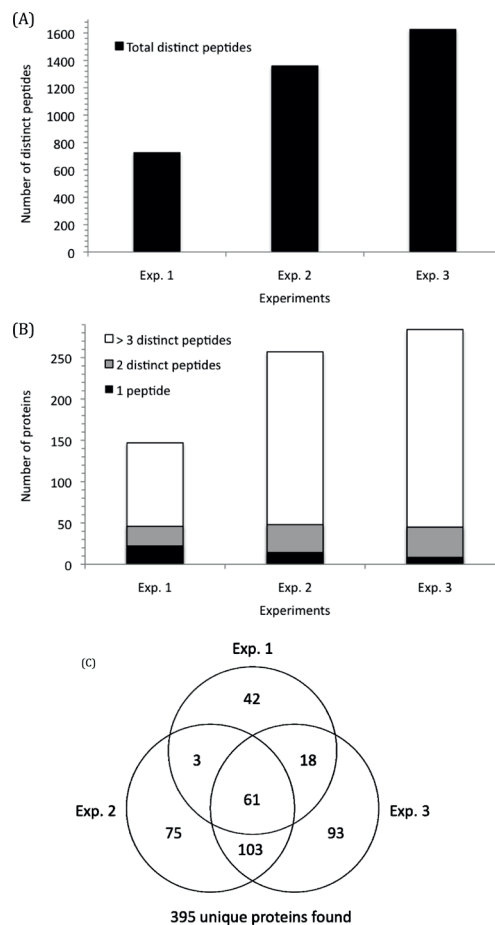 (A)
1600
1400
1200
1000
800
600
400
200
0
Number of distinct peptides
Total distinct peptides
Exp. 1
Exp. 2
Exp. 3
Experiments
(B)
250
200
150
100
50
0
Number of proteins
> 3 distinct peptides
2 distinct peptides
1 peptide
Exp. 1
Exp. 2
Exp. 3
Experiments
(C)
Exp. 1
42
3
18
61
Exp. 2
Exp. 3
75
103
93
395 unique proteins found